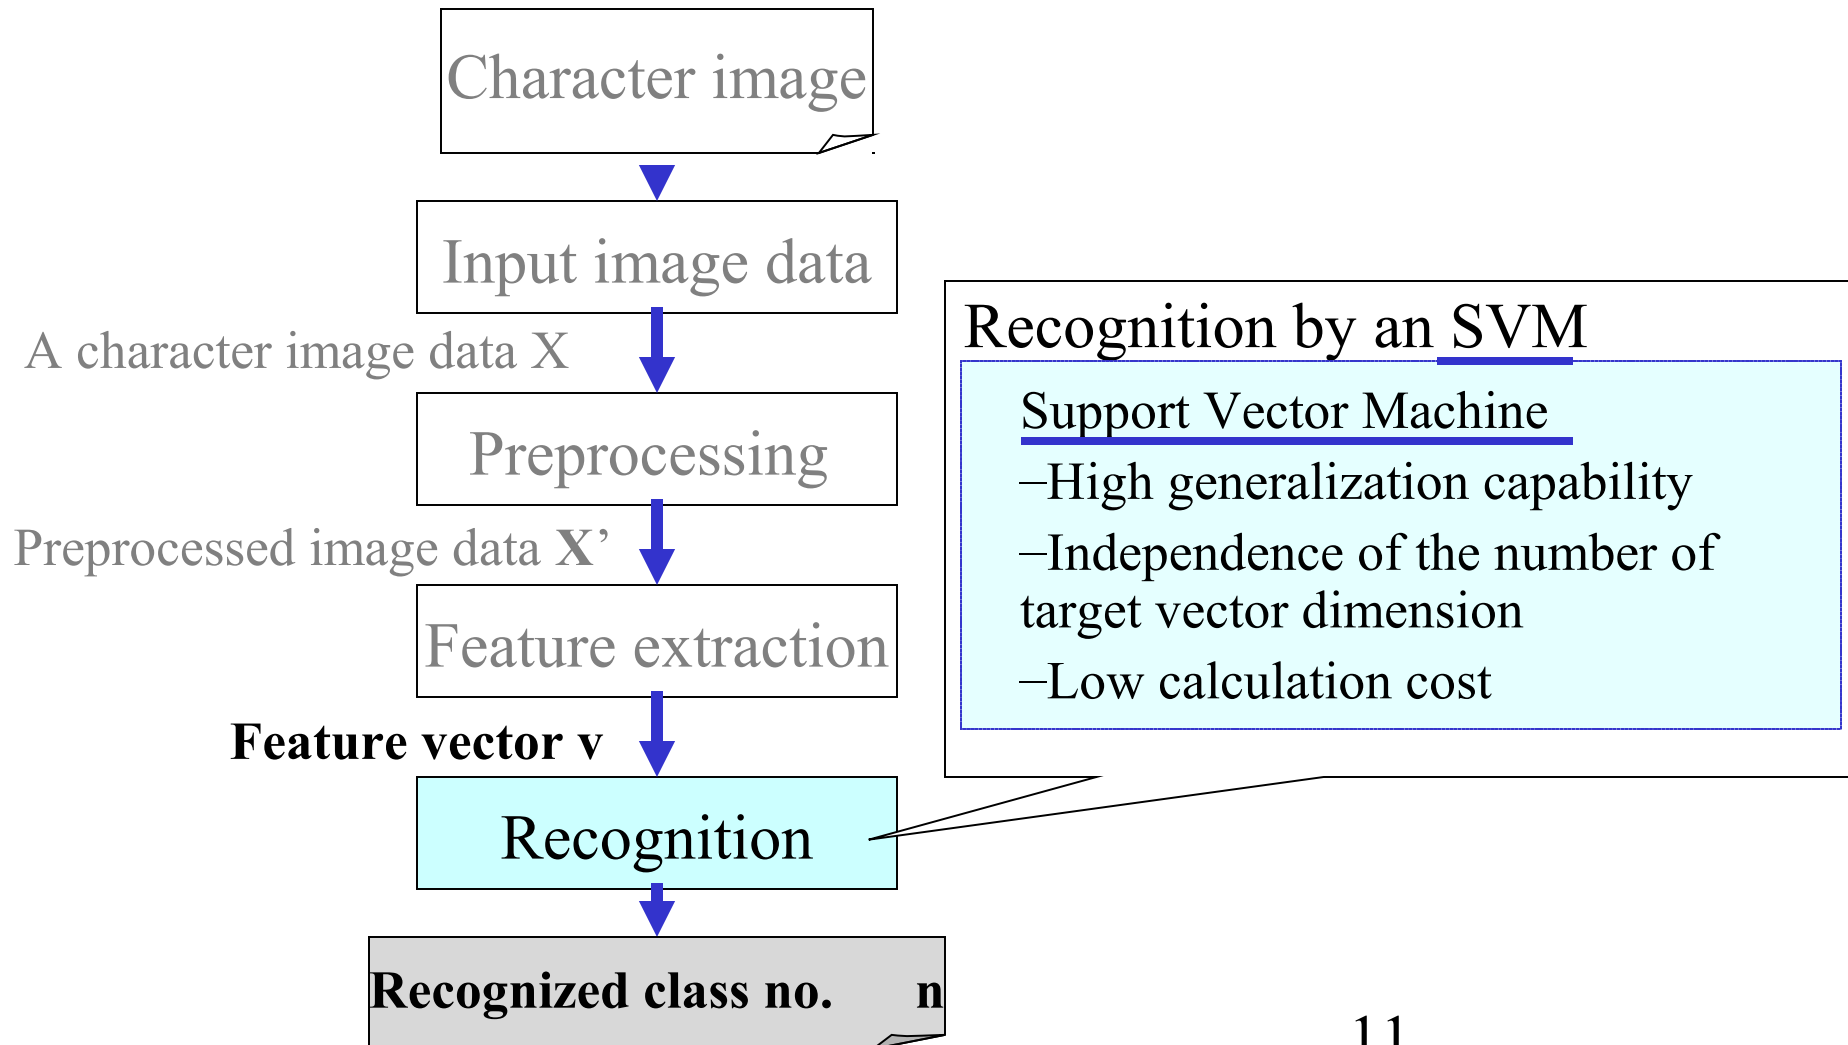 Character image
Input image data
A character image data X
Preprocessing
Preprocessed image data X’
Feature extraction
Feature vector v
Recognition
Recognized class no. n
Recognition by an SVM
Support Vector Machine
–High generalization capability
–Independence of the number of
target vector dimension
–Low calculation cost
11